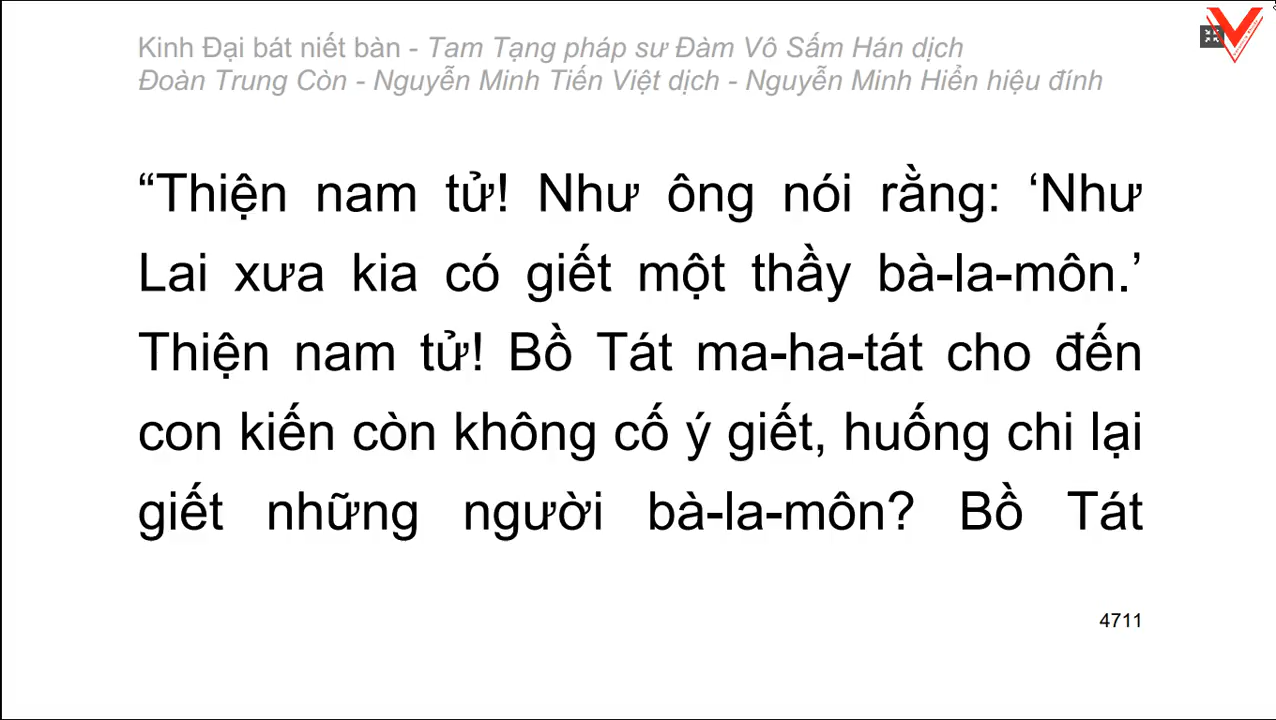 Kinh Đại bát niết bàn - Tam Tạng pháp sư Đàm Vô Sấm Hán dịch
Đoàn Trung Còn - Nguyễn Minh Tiến Việt dịch - Nguyễn Minh Hiển hiệu đính
“Thiện nam tử! Như ông nói rằng: ‘Như
Lai xưa kia có giết một thầy bà-la-môn.’
Thiện nam tử! Bồ Tát ma-ha-tát cho đến
con kiến còn không cố ý giết, huống chi lại
giết những người bà-la-môn? Bồ Tát
4711